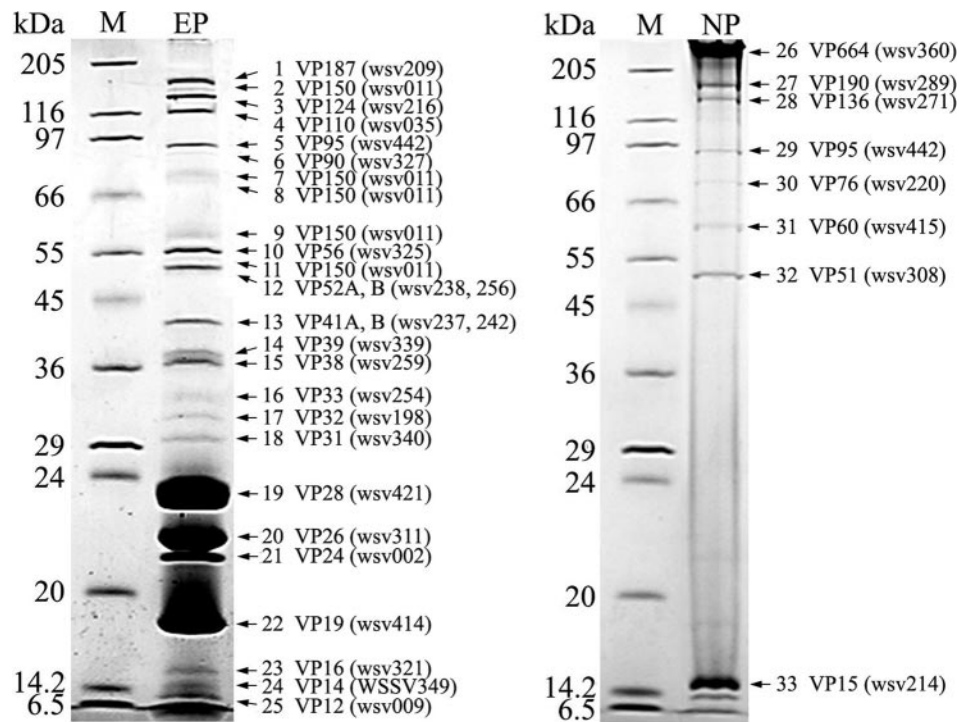 kDa M EP
205
116
97
66
55
45
36
29
24
20
14.2
6.5
1 VP187 (wsv209)
2 VP150 (wsv011)
3 VP124 (wsv216)
4 VP110 (wsv035)
5 VP95 (wsv442)
6 VP90 (wsv327)
7 VP150 (wsv011)
8 VP150 (wsv011)
9 VP150 (wsv011)
10 VP56 (wsv325)
11 VP150 (wsv011)
12 VP52A, B (wsv238, 256)
13 VP41A, B (wsv237, 242)
14 VP39 (wsv339)
15 VP38 (wsv259)
16 VP33 (wsv254)
17 VP32 (wsv198)
18 VP31 (wsv340)
19 VP28 (wsv421)
20 VP26 (wsv311)
21 VP24 (wsv002)
22 VP19 (wsv414)
23 VP16 (wsv321)
24 VP14 (WSSV349)
25 VP12 (wsv009)
kDa M NP
205
116
97
66
55
45
36
29
24
20
14.2
6.5
26 VP664 (wsv360)
27 VP190 (wsv289)
28 VP136 (wsv271)
29 VP95 (wsv442)
30 VP76 (wsv220)
31 VP60 (wsv415)
32 VP51 (wsv308)
33 VP15 (wsv214)